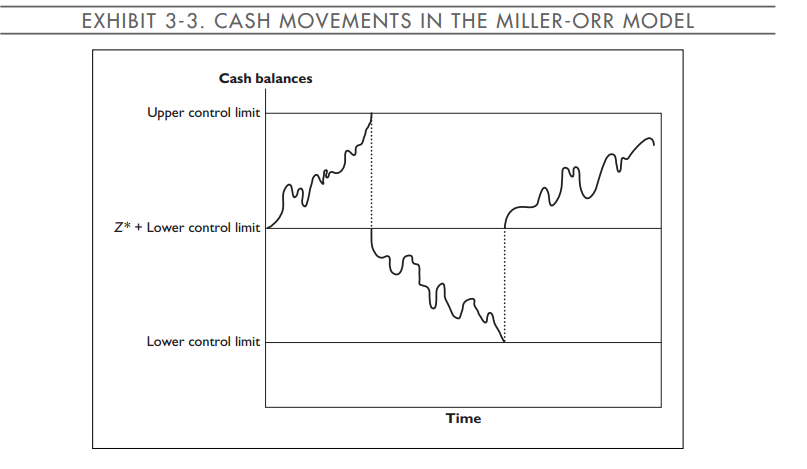 EXHIBIT 3-3. CASH MOVEMENTS IN THE MILLER-ORR MODEL
Cash balances
Upper control limit
Z* + Lower control limit
Lower control limit
Time